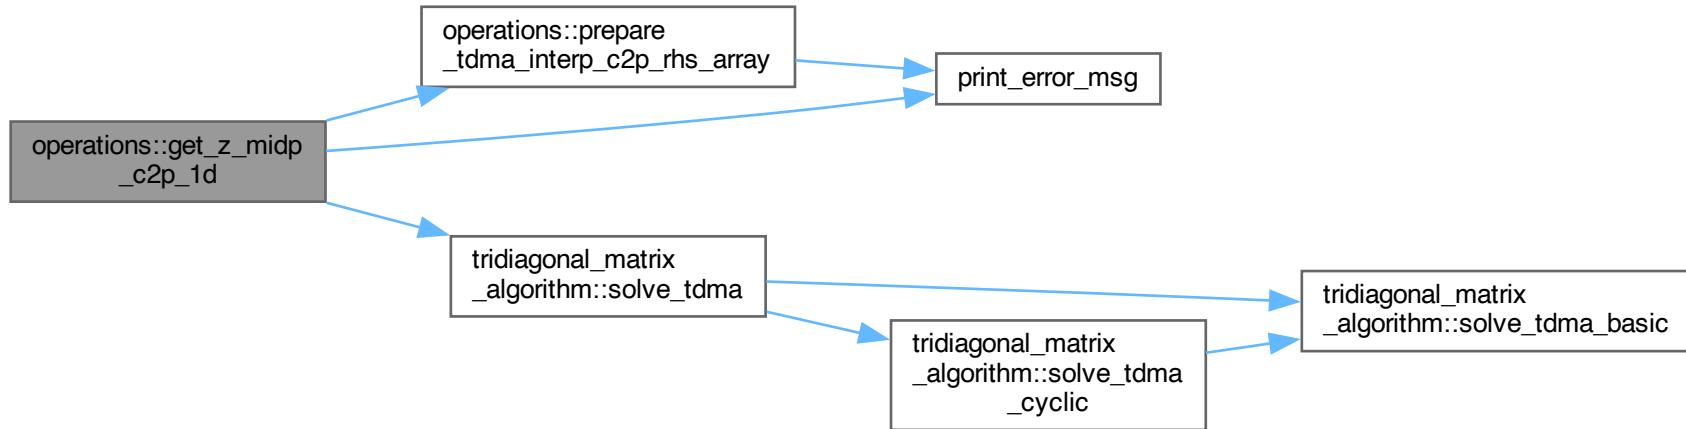 operations::prepare
_tdma_interp_c2p_rhs_array
print_error_msg
operations::get_z_midp
_c2p_1d
tridiagonal_matrix
_algorithm::solve_tdma
tridiagonal_matrix
_algorithm::solve_tdma_basic
tridiagonal_matrix
_algorithm::solve_tdma
_cyclic